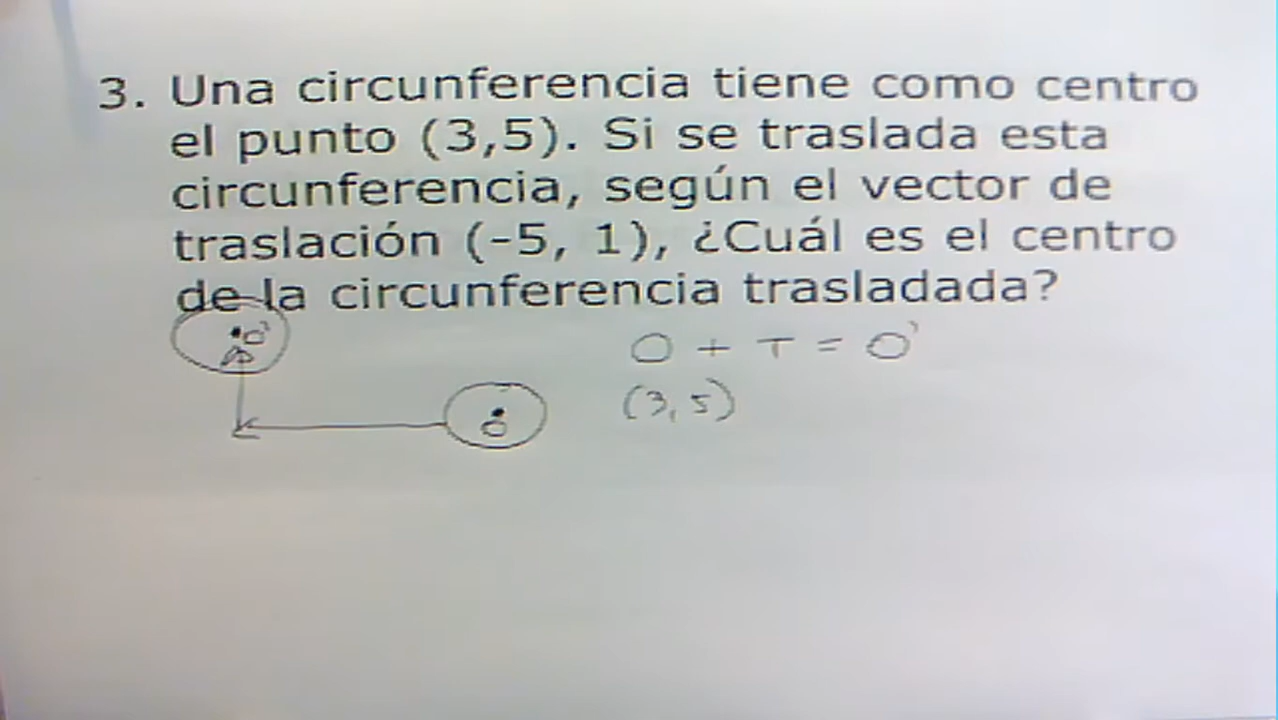 3. Una circunferencia tiene como centro
el punto (3,5). Si se traslada esta
circunferencia, según el vector de
traslación (-5, 1), ¿Cuál es el centro
de la circunferencia trasladada?
O'
O + T = O'
(3, 5)
O